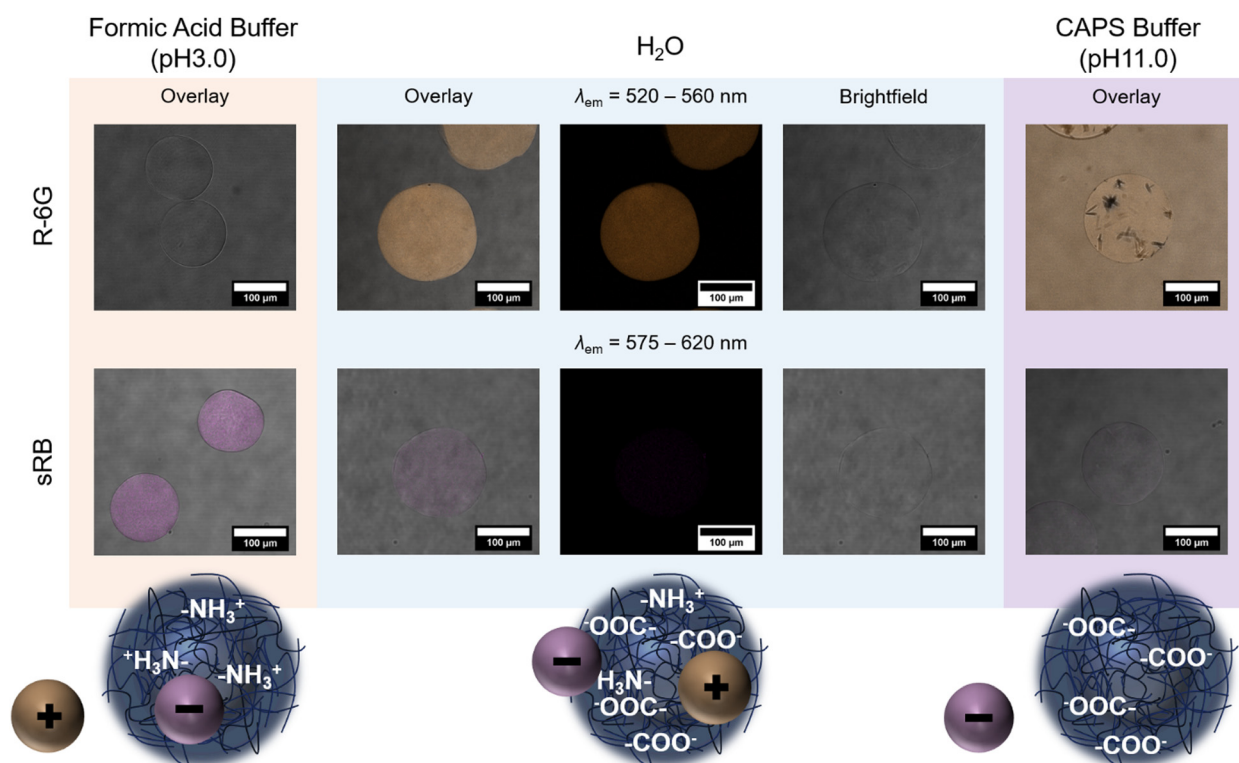 Formic Acid Buffer
(pH3.0)
H₂O
CAPS Buffer
(pH11.0)
Overlay
Overlay
λem = 520 – 560 nm
Brightfield
Overlay
R-6G
100 µm
100 µm
100 µm
100 µm
100 µm
λem = 575 – 620 nm
sRB
100 µm
100 µm
100 µm
100 µm
100 µm
-NH₃⁺
⁺H₃N-
-NH₃⁺
+
−
-NH₃⁺
⁻OOC-
-COO⁻
−
H₃N-
+
⁻OOC-
-COO⁻
⁻OOC-
-COO⁻
−
⁻OOC-
-COO⁻